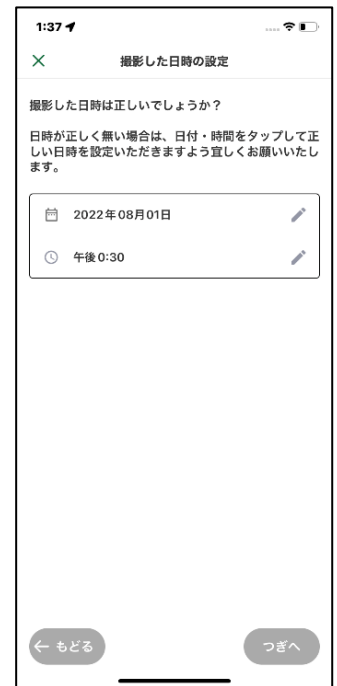 1:37
撮影した日時の設定
撮影した日時は正しいでしょうか？
日時が正しく無い場合は、日付・時間をタップして正
しい日時を設定いただきますよう宜しくお願いいたし
ます。
2022年08月01日
午後0:30
← もどる
つぎへ